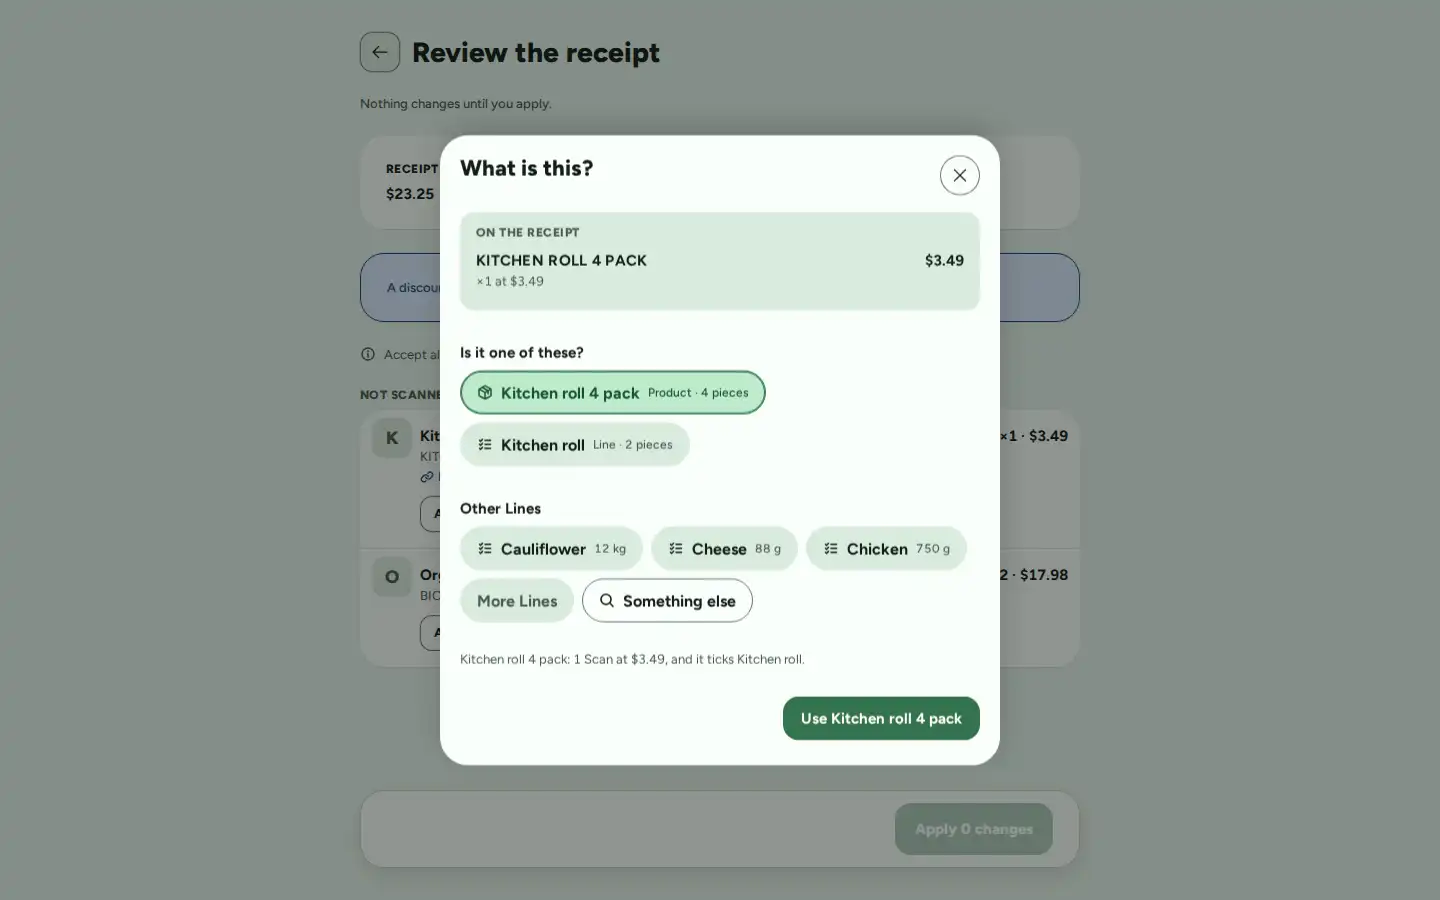 Review the receipt
Nothing changes until you apply.
RECEIPT
$23.25
What is this?
ON THE RECEIPT
KITCHEN ROLL 4 PACK $3.49
×1 at $3.49
A discou
Accept al
NOT SCANNE
Is it one of these?
Kitchen roll 4 pack Product · 4 pieces
Kitchen roll Line · 2 pieces
K Kit ×1 · $3.49
KIT
Other Lines
Cauliflower 12 kg Cheese 88 g Chicken 750 g
More Lines Something else
O Org 2 · $17.98
BIO
Kitchen roll 4 pack: 1 Scan at $3.49, and it ticks Kitchen roll.
Use Kitchen roll 4 pack
Apply 0 changes